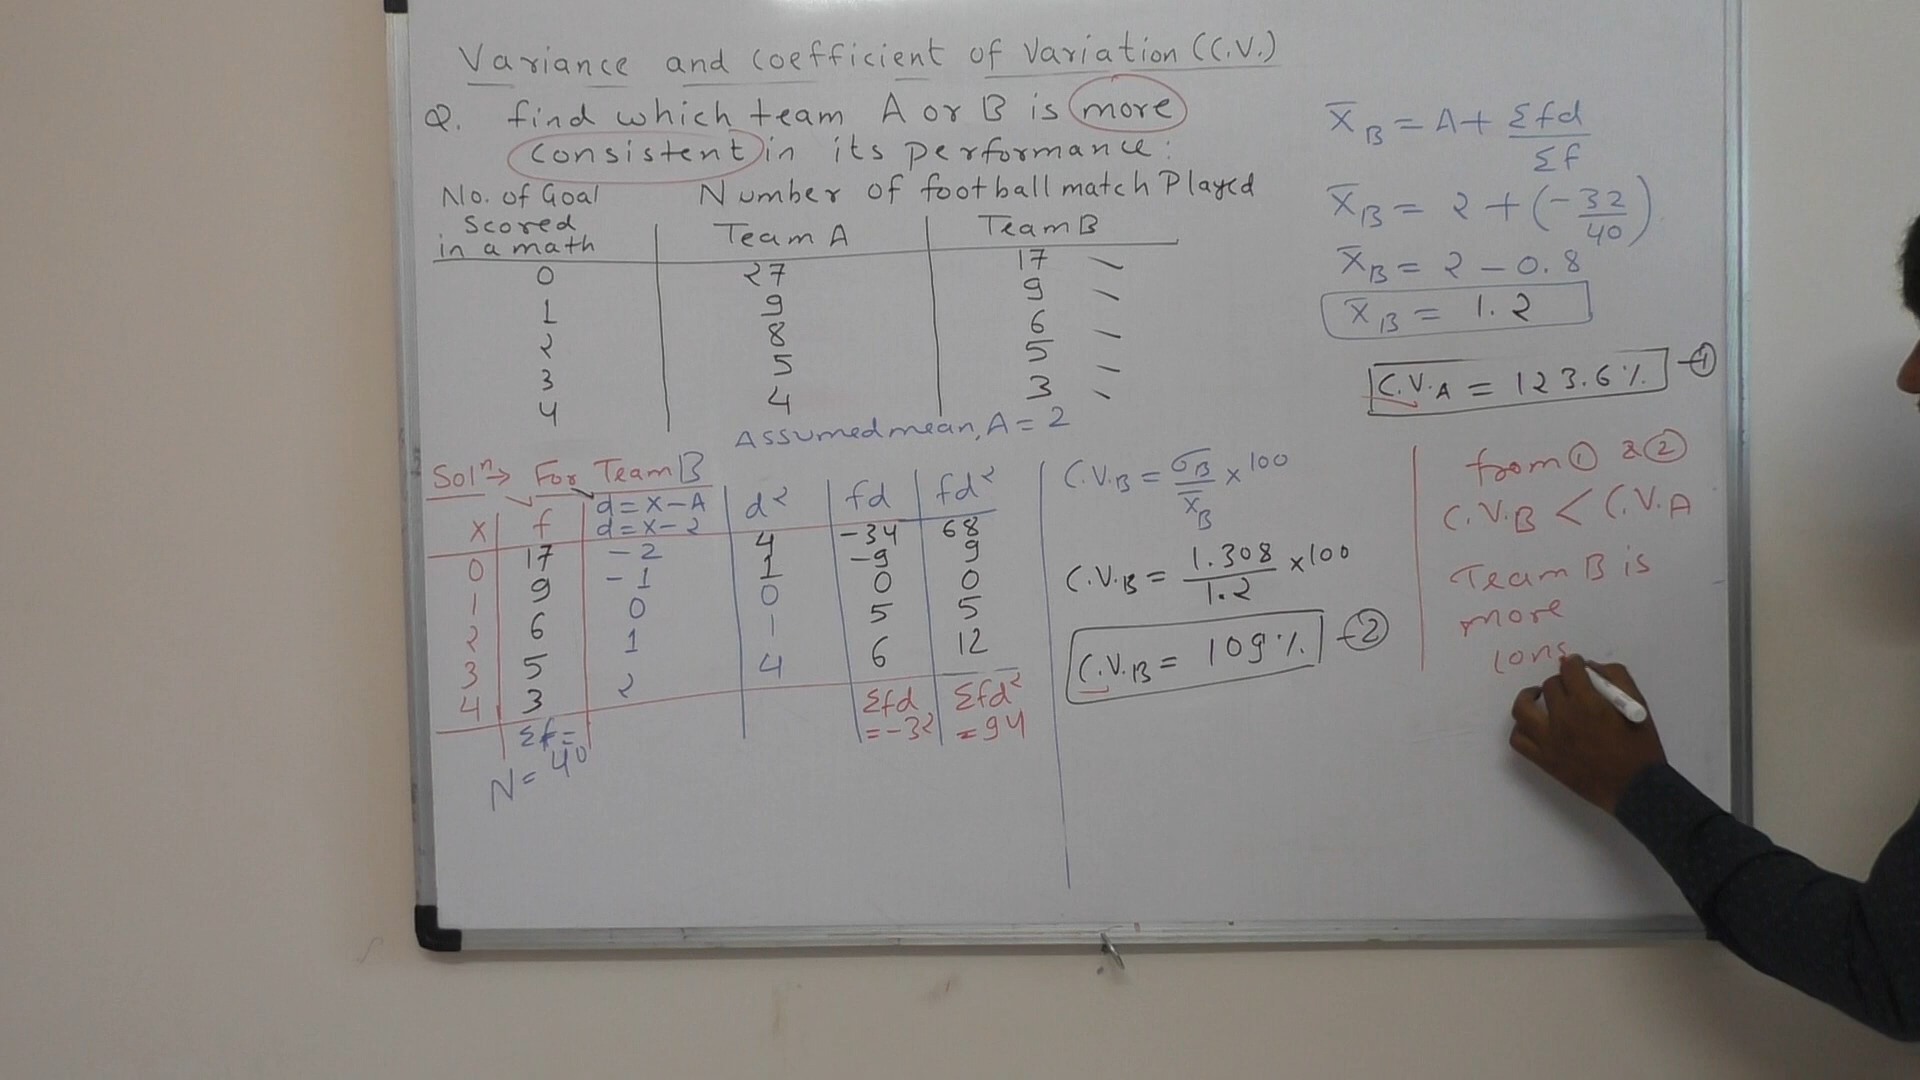 Variance and Coefficient of Variation (C.V.)
Q. find which team A or B is more
consistent in its performance:
No. of Goal Scored in a math | Number of football match Played
Team A | Team B
0 | 27 | 17
1 | 9 | 9
2 | 8 | 6
3 | 5 | 5
4 | 4 | 3
Assumed mean, A = 2
Solⁿ→ For Team B
x | f | d = x - A d = x - 2 | d² | fd | fd²
0 | 17 | -2 | 4 | -34 | 68
1 | 9 | -1 | 1 | -9 | 9
2 | 6 | 0 | 0 | 0 | 0
3 | 5 | 1 | 1 | 5 | 5
4 | 3 | 2 | 4 | 6 | 12
Σf = 40
N =
Σfd = -32 | Σfd² = 94
C.V.B = σB/x̄B × 100
C.V.B = 1.308/1.2 × 100
C.V.B = 109% -②
x̄B = A + Σfd/Σf
x̄B = 2 + (-32/40)
x̄B = 2 - 0.8
x̄B = 1.2
C.V.A = 123.6% -①
from ① & ②
C.V.B < C.V.A
Team B is
more
Cons